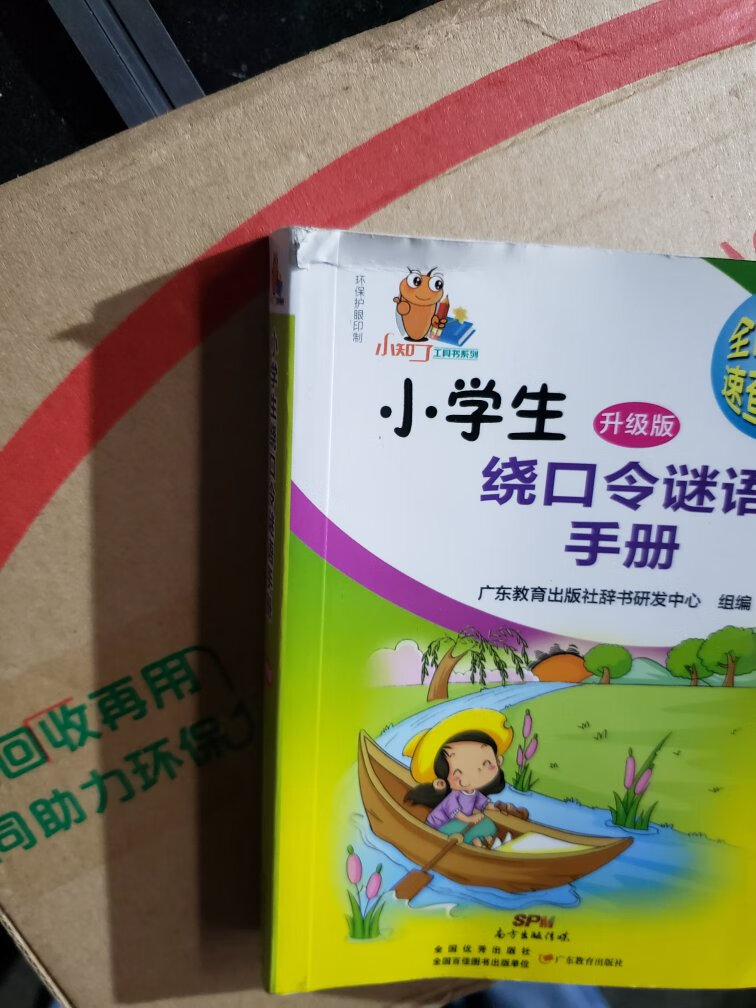 环保护眼印制
小知了 工具书系列
全
速查
小学生 升级版
绕口令谜语
手册
广东教育出版社辞书研发中心 组编
回收再用
同助力环保
SPM
南方出版传媒
全国优秀出版社
全国百佳图书出版单位 广东教育出版社